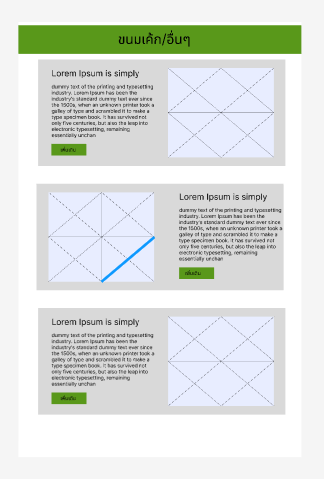 ขนมเค้ก/อื่นๆ
Lorem Ipsum is simply
dummy text of the printing and typesetting
industry. Lorem Ipsum has been the
industry's standard dummy text ever since
the 1500s, when an unknown printer took a
galley of type and scrambled it to make a
type specimen book. It has survived not
only five centuries, but also the leap into
electronic typesetting, remaining
essentially unchan
เพิ่มเติม
Lorem Ipsum is simply
dummy text of the printing and typesetting
industry. Lorem Ipsum has been the
industry's standard dummy text ever since
the 1500s, when an unknown printer took a
galley of type and scrambled it to make a
type specimen book. It has survived not
only five centuries, but also the leap into
electronic typesetting, remaining
essentially unchan
เพิ่มเติม
Lorem Ipsum is simply
dummy text of the printing and typesetting
industry. Lorem Ipsum has been the
industry's standard dummy text ever since
the 1500s, when an unknown printer took a
galley of type and scrambled it to make a
type specimen book. It has survived not
only five centuries, but also the leap into
electronic typesetting, remaining
essentially unchan
เพิ่มเติม